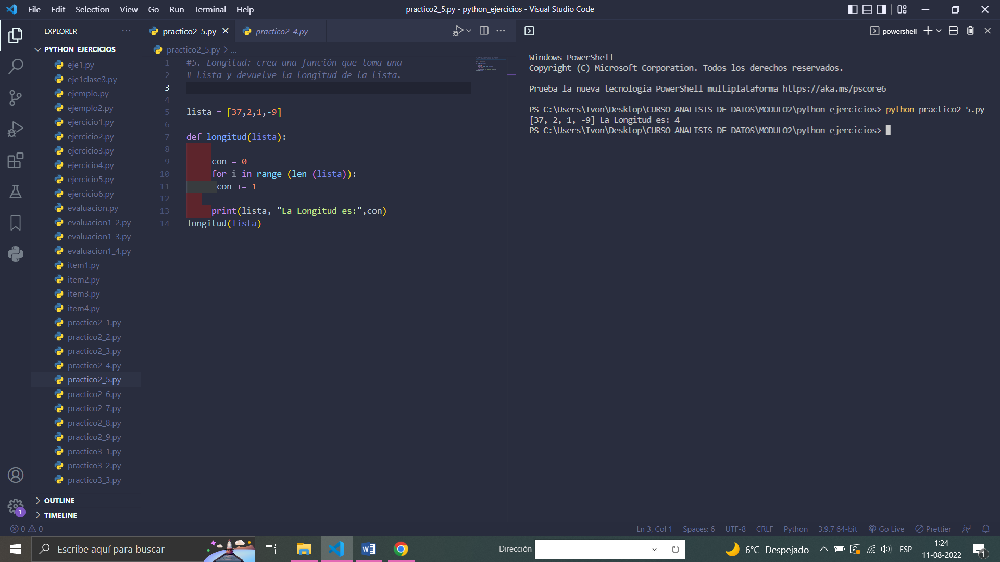 File Edit Selection View Go Run Terminal Help
practico2_5.py - python_ejercicios - Visual Studio Code
EXPLORER
PYTHON_EJERCICIOS
eje1.py
eje1clase3.py
ejemplo.py
ejemplo2.py
ejercicio1.py
ejercicio2.py
ejercicio3.py
ejercicio4.py
ejercicio5.py
ejercicio6.py
evaluacion.py
evaluacion1_2.py
evaluacion1_3.py
evaluacion1_4.py
item1.py
item2.py
item3.py
item4.py
practico2_1.py
practico2_2.py
practico2_3.py
practico2_4.py
practico2_5.py
practico2_6.py
practico2_7.py
practico2_8.py
practico2_9.py
practico3_1.py
practico3_2.py
practico3_3.py
OUTLINE
TIMELINE
practico2_5.py practico2_4.py
practico2_5.py > ...
1 #5. Longitud: crea una función que toma una
2 # lista y devuelve la longitud de la lista.
3
4
5 lista = [37,2,1,-9]
6
7 def longitud(lista):
8
9 con = 0
10 for i in range (len (lista)):
11 con += 1
12
13 print(lista, "La Longitud es:",con)
14 longitud(lista)
powershell
Windows PowerShell
Copyright (C) Microsoft Corporation. Todos los derechos reservados.
Prueba la nueva tecnología PowerShell multiplataforma https://aka.ms/pscore6
PS C:\Users\Ivon\Desktop\CURSO ANALISIS DE DATOS\MODULO2\python_ejercicios> python practico2_5.py
[37, 2, 1, -9] La Longitud es: 4
PS C:\Users\Ivon\Desktop\CURSO ANALISIS DE DATOS\MODULO2\python_ejercicios>
1
0 0
Ln 3, Col 1 Spaces: 6 UTF-8 CRLF Python 3.9.7 64-bit Go Live Prettier
Escribe aquí para buscar
Dirección
6°C Despejado
ESP
1:24
11-08-2022
1